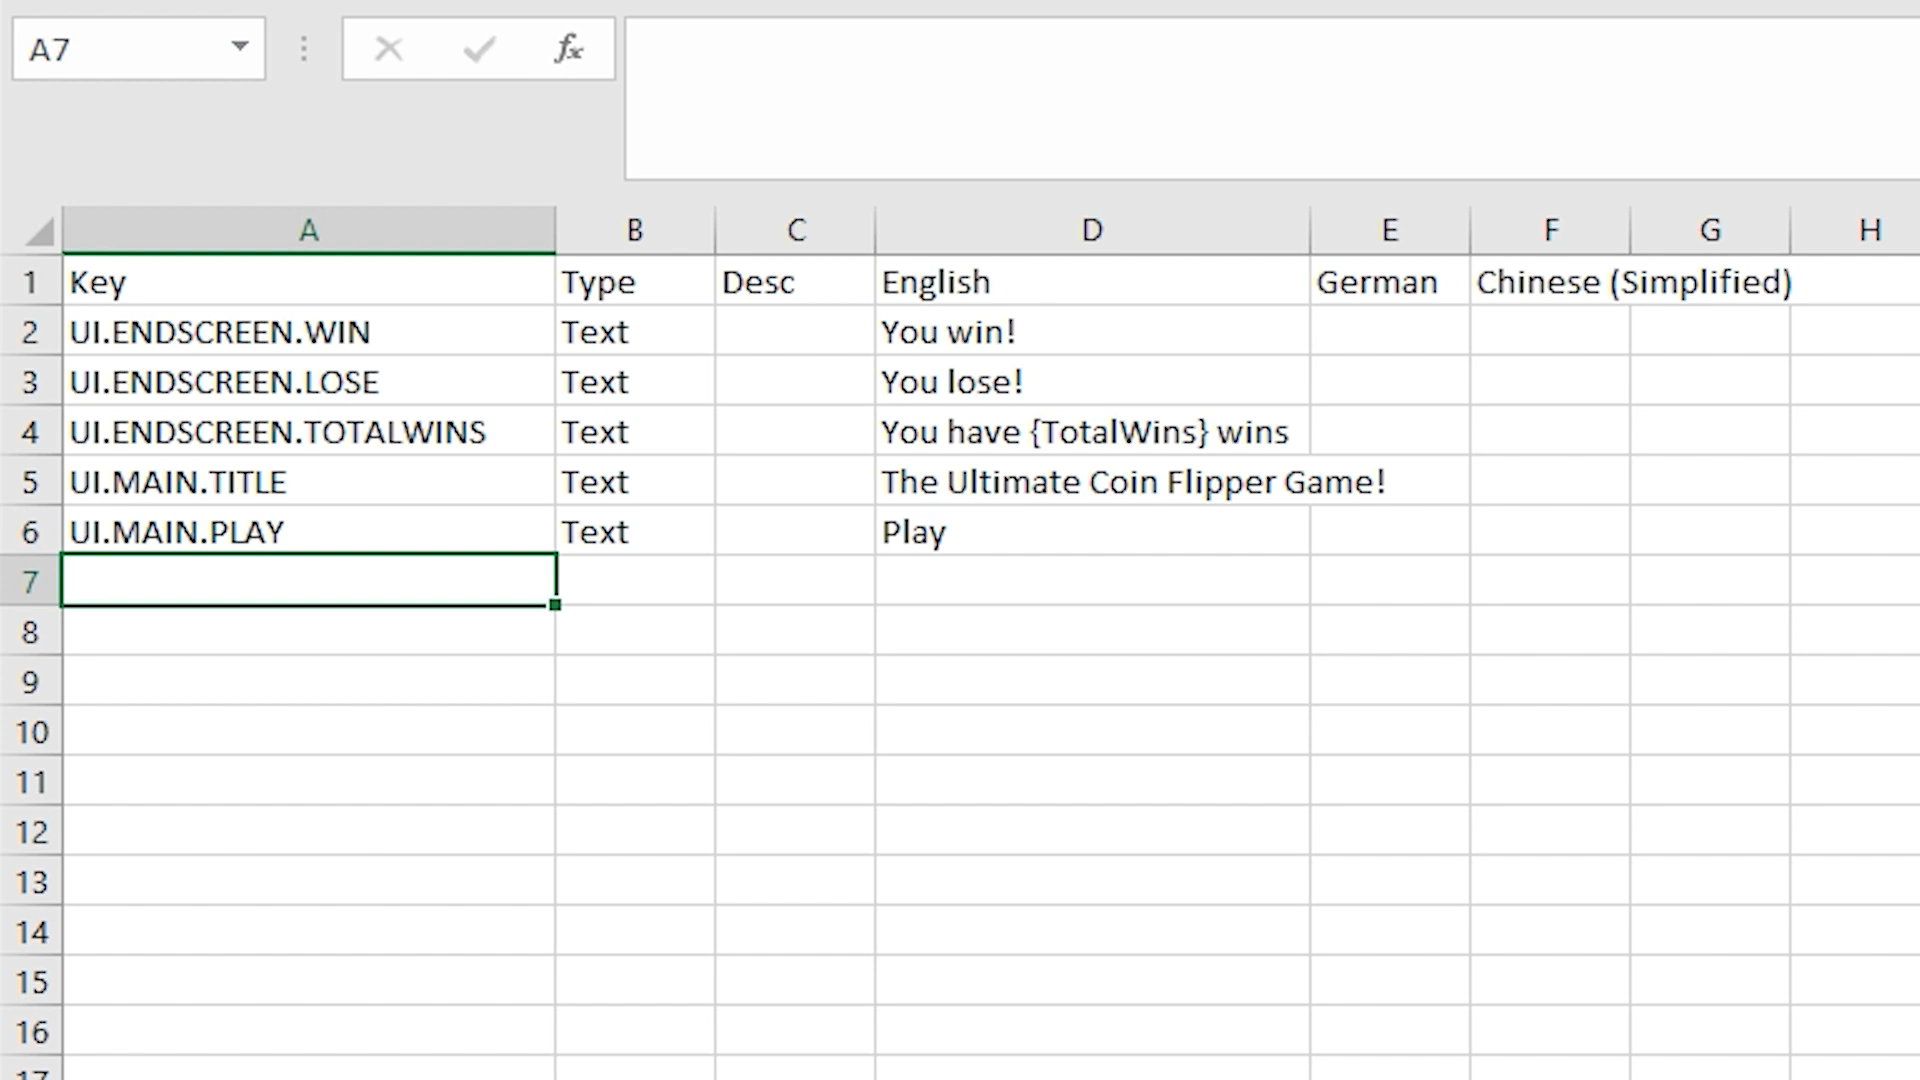 A7
fx
A B C D E F G H
1 Key Type Desc English German Chinese (Simplified)
2 UI.ENDSCREEN.WIN Text You win!
3 UI.ENDSCREEN.LOSE Text You lose!
4 UI.ENDSCREEN.TOTALWINS Text You have {TotalWins} wins
5 UI.MAIN.TITLE Text The Ultimate Coin Flipper Game!
6 UI.MAIN.PLAY Text Play
7
8
9
10
11
12
13
14
15
16
17